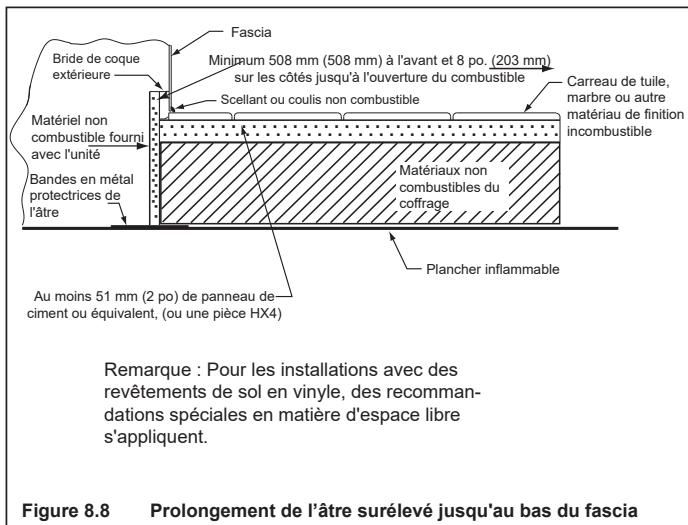 Fascia
Bride de coque
extérieure
Minimum 508 mm (508 mm) à l'avant et 8 po. (203 mm)
sur les côtés jusqu'à l'ouverture du combustible
Scellant ou coulis non combustible
Carreau de tuile,
marbre ou autre
matériau de finition
incombustible
Matériel non
combustible fourni
avec l'unité
Bandes en métal
protectrices de
l'âtre
Matériaux non
combustibles du
coffrage
Plancher inflammable
Au moins 51 mm (2 po) de panneau de
ciment ou équivalent, (ou une pièce HX4)
Remarque : Pour les installations avec des
revêtements de sol en vinyle, des recomman-
dations spéciales en matière d'espace libre
s'appliquent.
Figure 8.8 Prolongement de l'âtre surélevé jusqu'au bas du fascia